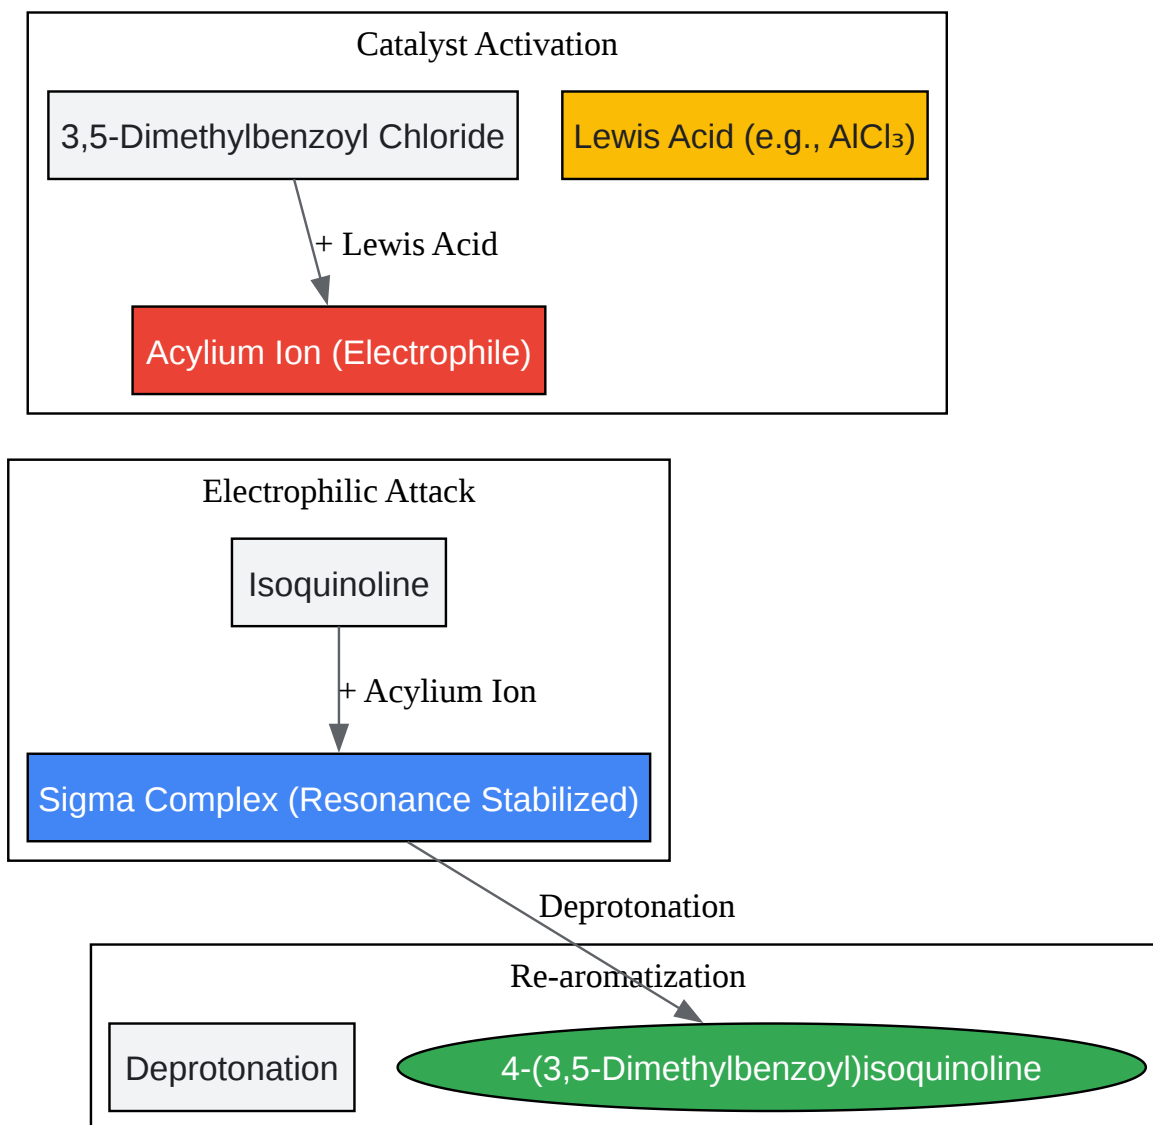 Catalyst Activation
3,5-Dimethylbenzoyl Chloride
Lewis Acid (e.g., AlCl₃)
+ Lewis Acid
Acylium Ion (Electrophile)
Electrophilic Attack
Isoquinoline
+ Acylium Ion
Sigma Complex (Resonance Stabilized)
Deprotonation
Re-aromatization
Deprotonation
4-(3,5-Dimethylbenzoyl)isoquinoline